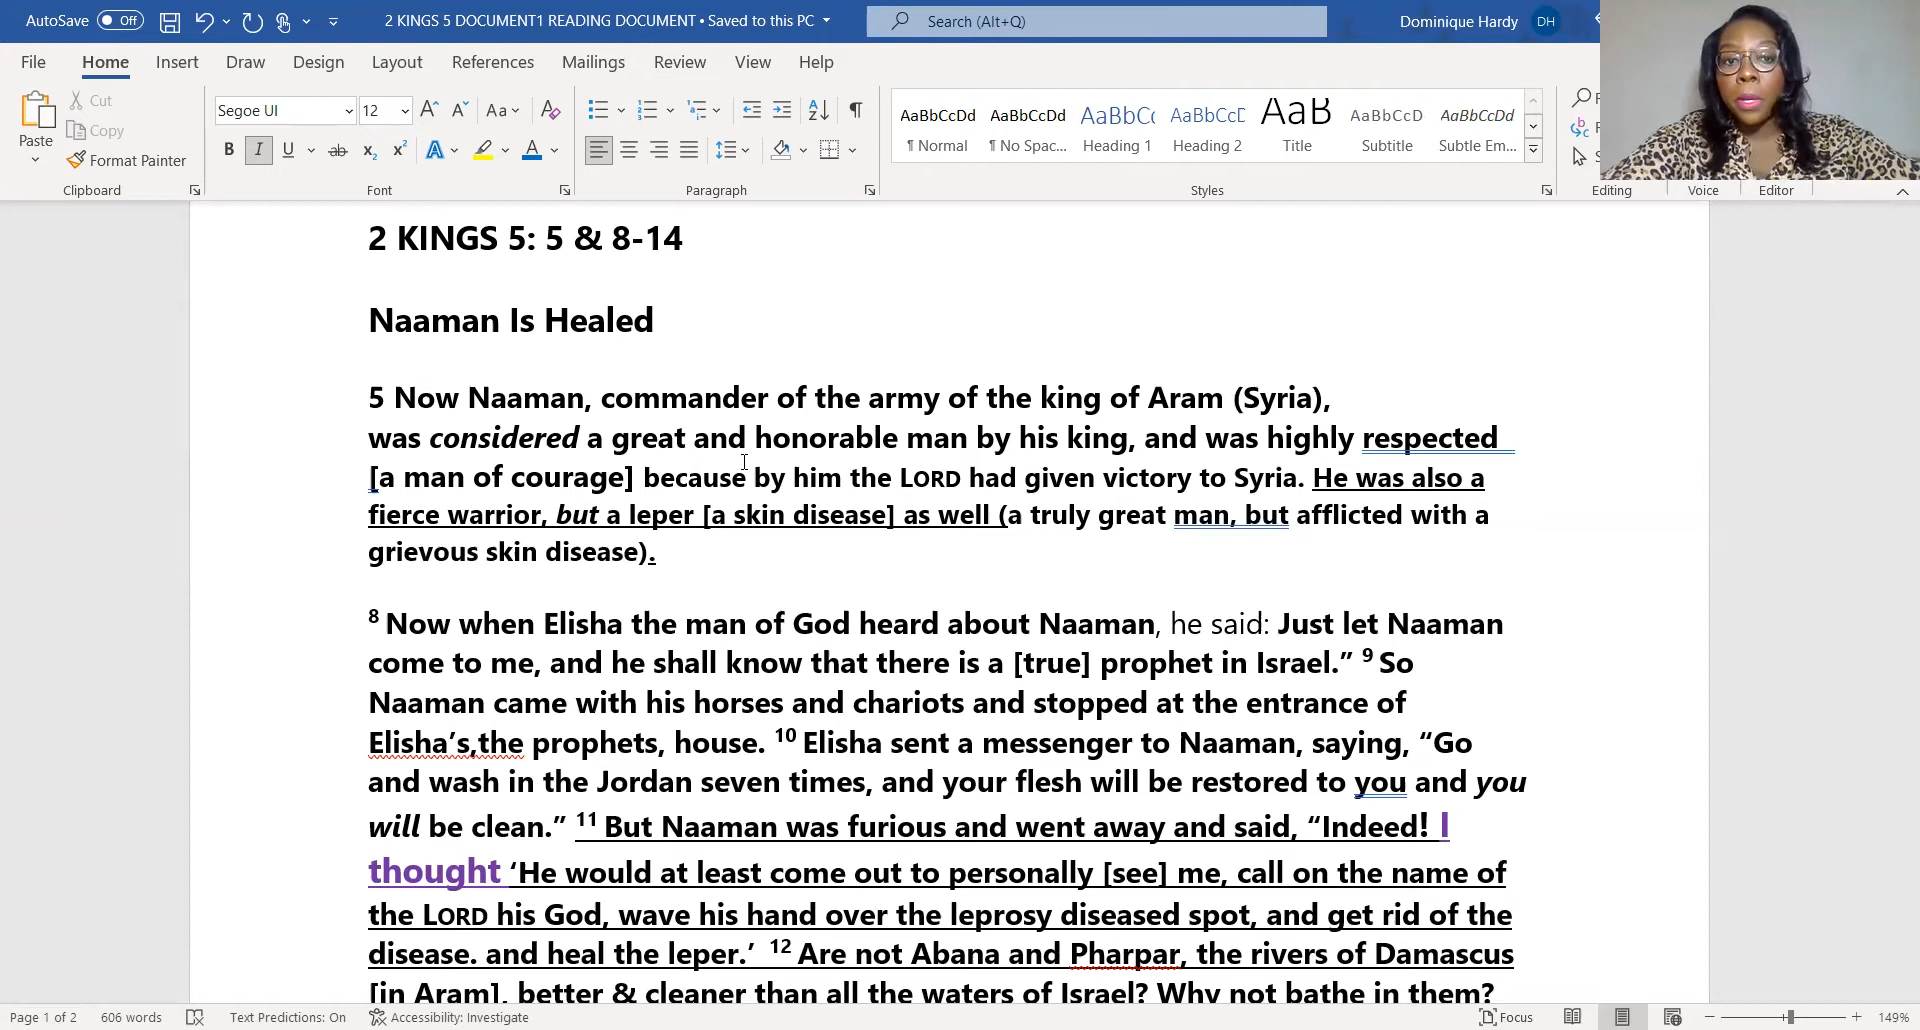 AutoSave Off 2 KINGS 5 DOCUMENT1 READING DOCUMENT • Saved to this PC Search (Alt+Q) Dominique Hardy DH
File Home Insert Draw Design Layout References Mailings Review View Help
Paste
Cut
Copy
Format Painter
Clipboard
Segoe UI 12
Font
Paragraph
AaBbCcDd AaBbCcDd AaBbC AaBbCcD AaB AaBbCcD AaBbCcDd
¶ Normal ¶ No Spac... Heading 1 Heading 2 Title Subtitle Subtle Em...
Styles
Editing Voice Editor
2 KINGS 5: 5 & 8-14
Naaman Is Healed
5 Now Naaman, commander of the army of the king of Aram (Syria),
was considered a great and honorable man by his king, and was highly respected
[a man of courage] because by him the LORD had given victory to Syria. He was also a
fierce warrior, but a leper [a skin disease] as well (a truly great man, but afflicted with a
grievous skin disease).
8 Now when Elisha the man of God heard about Naaman, he said: Just let Naaman
come to me, and he shall know that there is a [true] prophet in Israel.” 9 So
Naaman came with his horses and chariots and stopped at the entrance of
Elisha’s,the prophets, house. 10 Elisha sent a messenger to Naaman, saying, “Go
and wash in the Jordan seven times, and your flesh will be restored to you and you
will be clean.” 11 But Naaman was furious and went away and said, “Indeed! I
thought ‘He would at least come out to personally [see] me, call on the name of
the LORD his God, wave his hand over the leprosy diseased spot, and get rid of the
disease. and heal the leper.’ 12 Are not Abana and Pharpar, the rivers of Damascus
[in Aram], better & cleaner than all the waters of Israel? Why not bathe in them?
Page 1 of 2 606 words Text Predictions: On Accessibility: Investigate Focus 149%